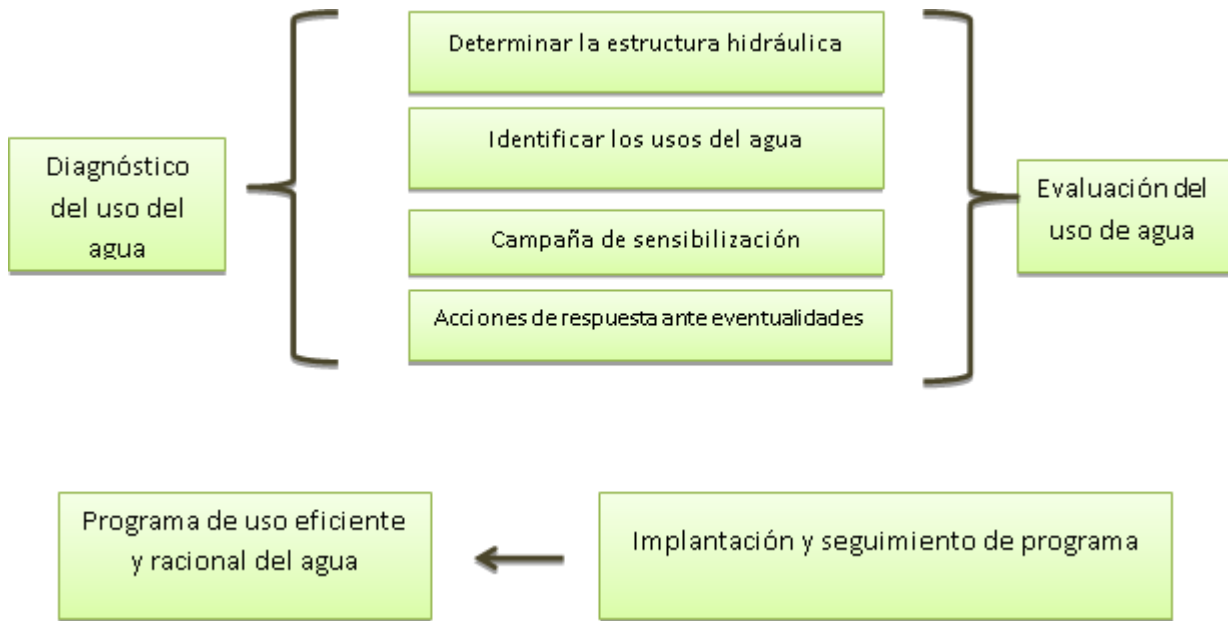 Diagnóstico
del uso del
agua
Determinar la estructura hidráulica
Identificar los usos del agua
Campaña de sensibilización
Acciones de respuesta ante eventualidades
Evaluación del
uso de agua
Programa de uso eficiente
y racional del agua
Implantación y seguimiento de programa